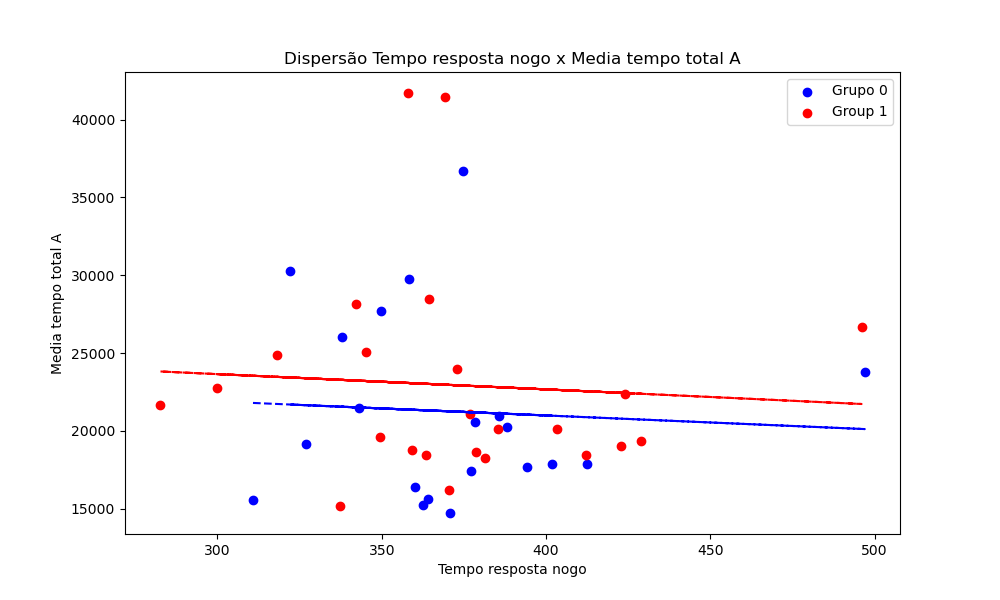 Dispersão Tempo resposta nogo x Media tempo total A
Grupo 0
Group 1
40000
35000
30000
25000
20000
15000
Media tempo total A
300
350
400
450
500
Tempo resposta nogo